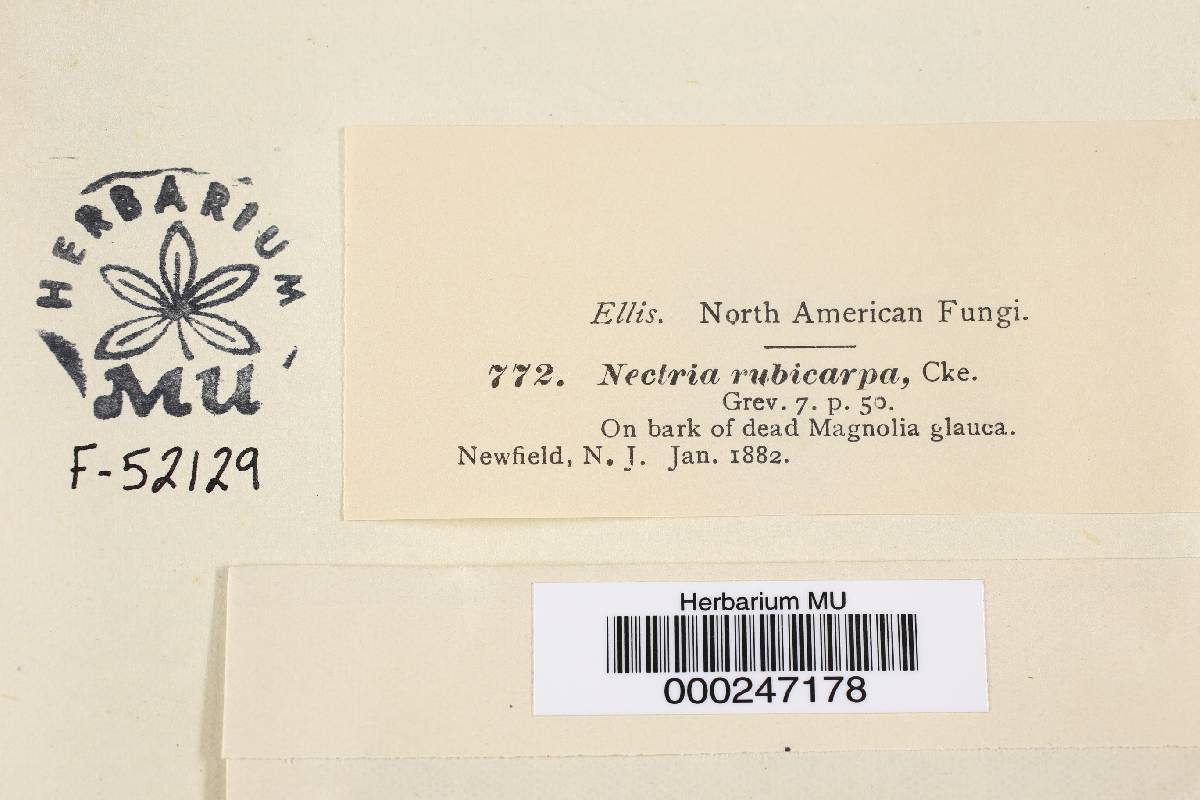 HERBARIUM
MU
F-52129
Ellis. North American Fungi.
772. Nectria rubicarpa, Cke.
Grev. 7. p. 50.
On bark of dead Magnolia glauca.
Newfield, N. J. Jan. 1882.
Herbarium MU
000247178